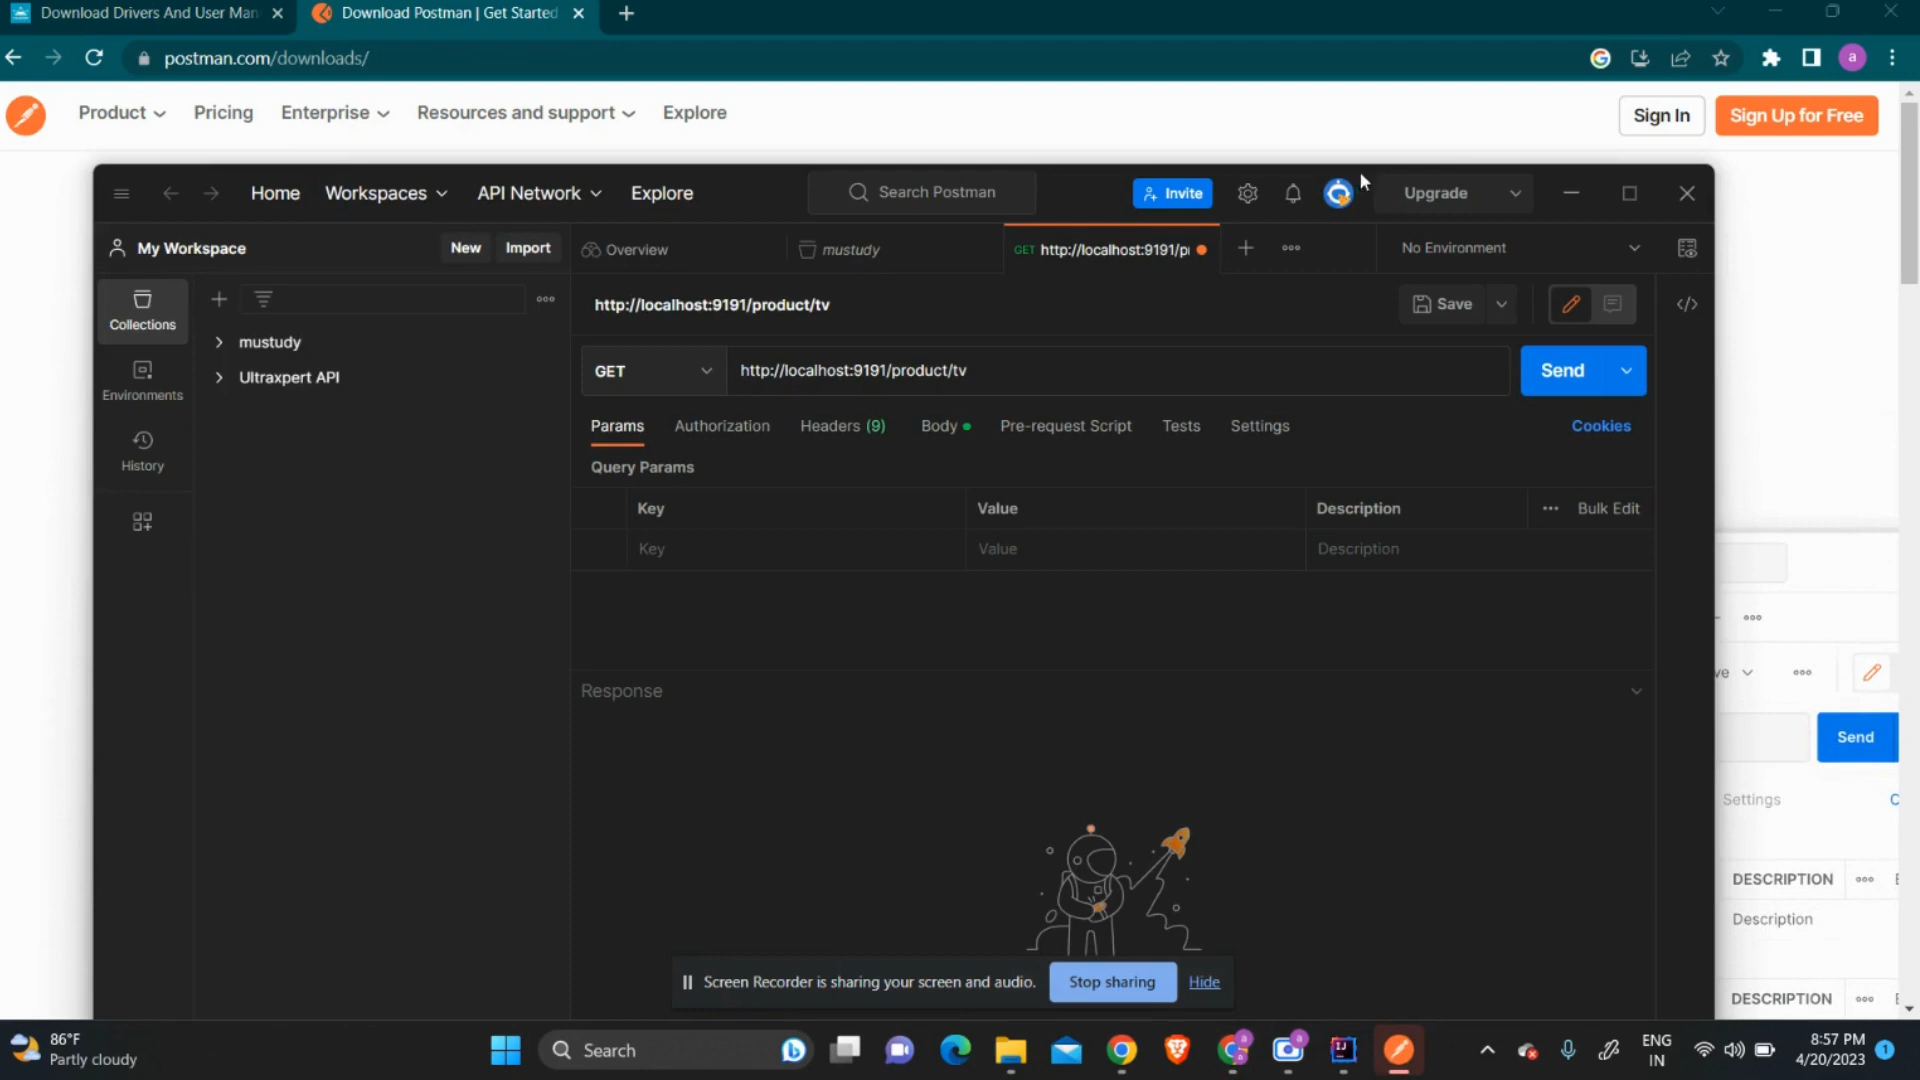 Download Drivers And User Man
Download Postman | Get Started
postman.com/downloads/
a
Product
Pricing
Enterprise
Resources and support
Explore
Sign In
Sign Up for Free
Home
Workspaces
API Network
Explore
Search Postman
Invite
Upgrade
My Workspace
New
Import
Overview
mustudy
GET http://localhost:9191/p
No Environment
Collections
Environments
History
mustudy
Ultraxpert API
http://localhost:9191/product/tv
Save
GET
http://localhost:9191/product/tv
Send
Params
Authorization
Headers (9)
Body
Pre-request Script
Tests
Settings
Cookies
Query Params
Key
Value
Description
Bulk Edit
Key
Value
Description
Response
ve
Send
Settings
C
DESCRIPTION
Description
DESCRIPTION
Screen Recorder is sharing your screen and audio.
Stop sharing
Hide
86°F
Partly cloudy
Search
ENG
IN
8:57 PM
4/20/2023
1